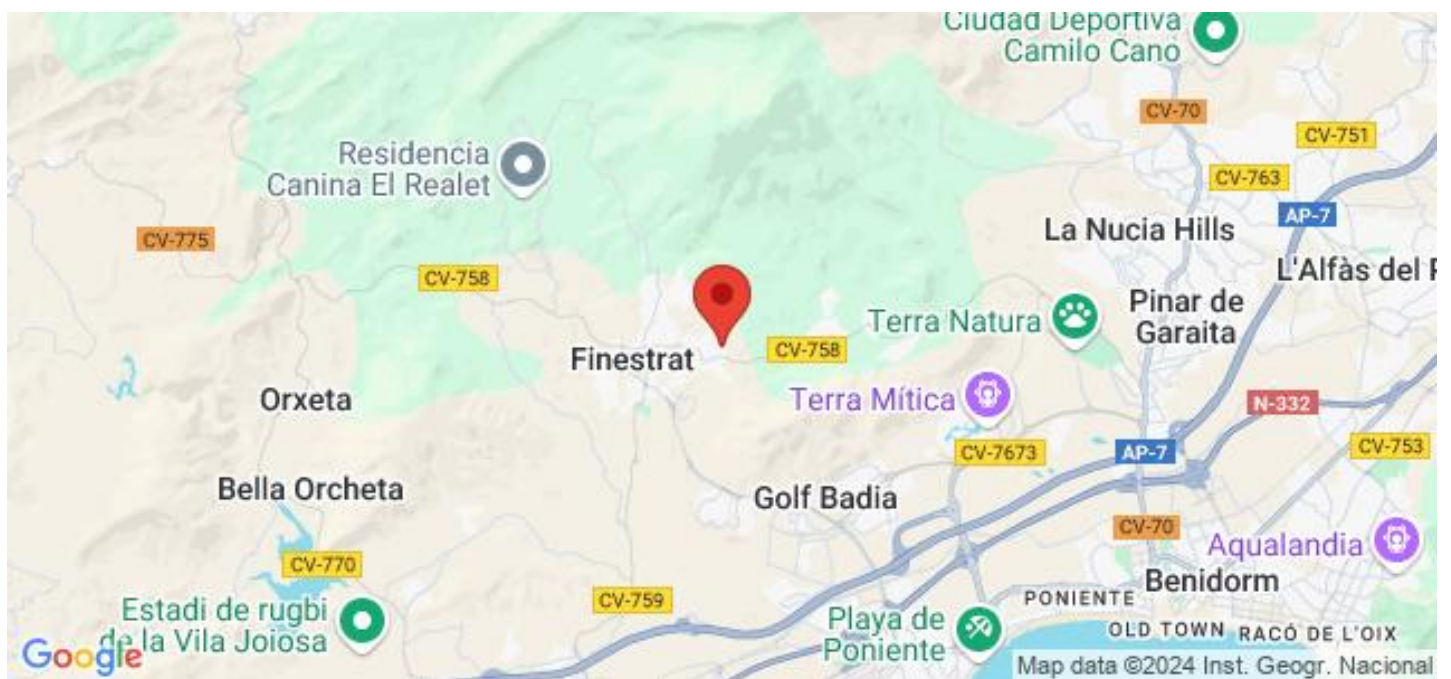 Ciudad Deportiva
Camilo Cano
CV-70
CV-751
Residencia
Canina El Realet
CV-763
AP-7
La Nucia Hills
CV-775
CV-758
L'Alfàs del P
Terra Natura
Pinar de
Garaita
CV-758
Finestrat
Orxeta
Terra Mítica
N-332
CV-7673
AP-7
CV-753
Bella Orcheta
Golf Badia
CV-70
Aqualandia
CV-770
Benidorm
CV-759
PONIENTE
Estadi de rugbi
de la Vila Joiosa
Playa de
Poniente
OLD TOWN
RACÓ DE L'OIX
Google
Map data ©2024 Inst. Geogr. Nacional